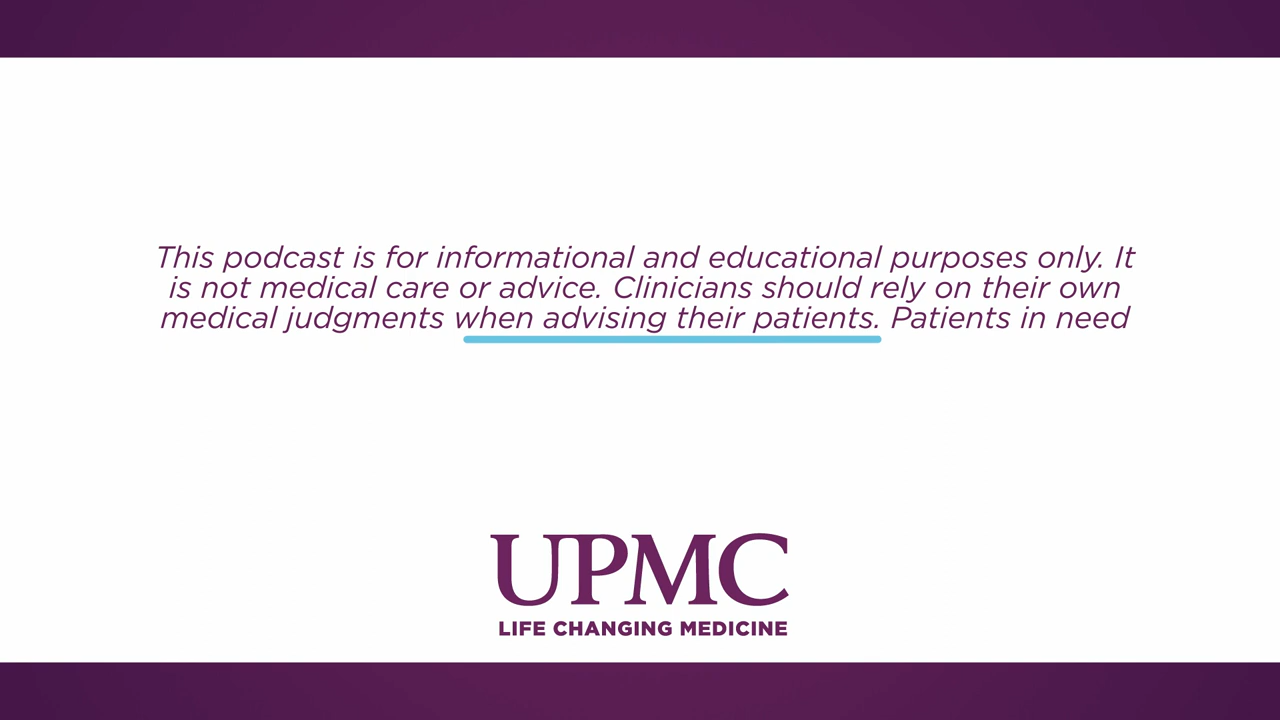 This podcast is for informational and educational purposes only. It
is not medical care or advice. Clinicians should rely on their own
medical judgments when advising their patients. Patients in need
UPMC
LIFE CHANGING MEDICINE